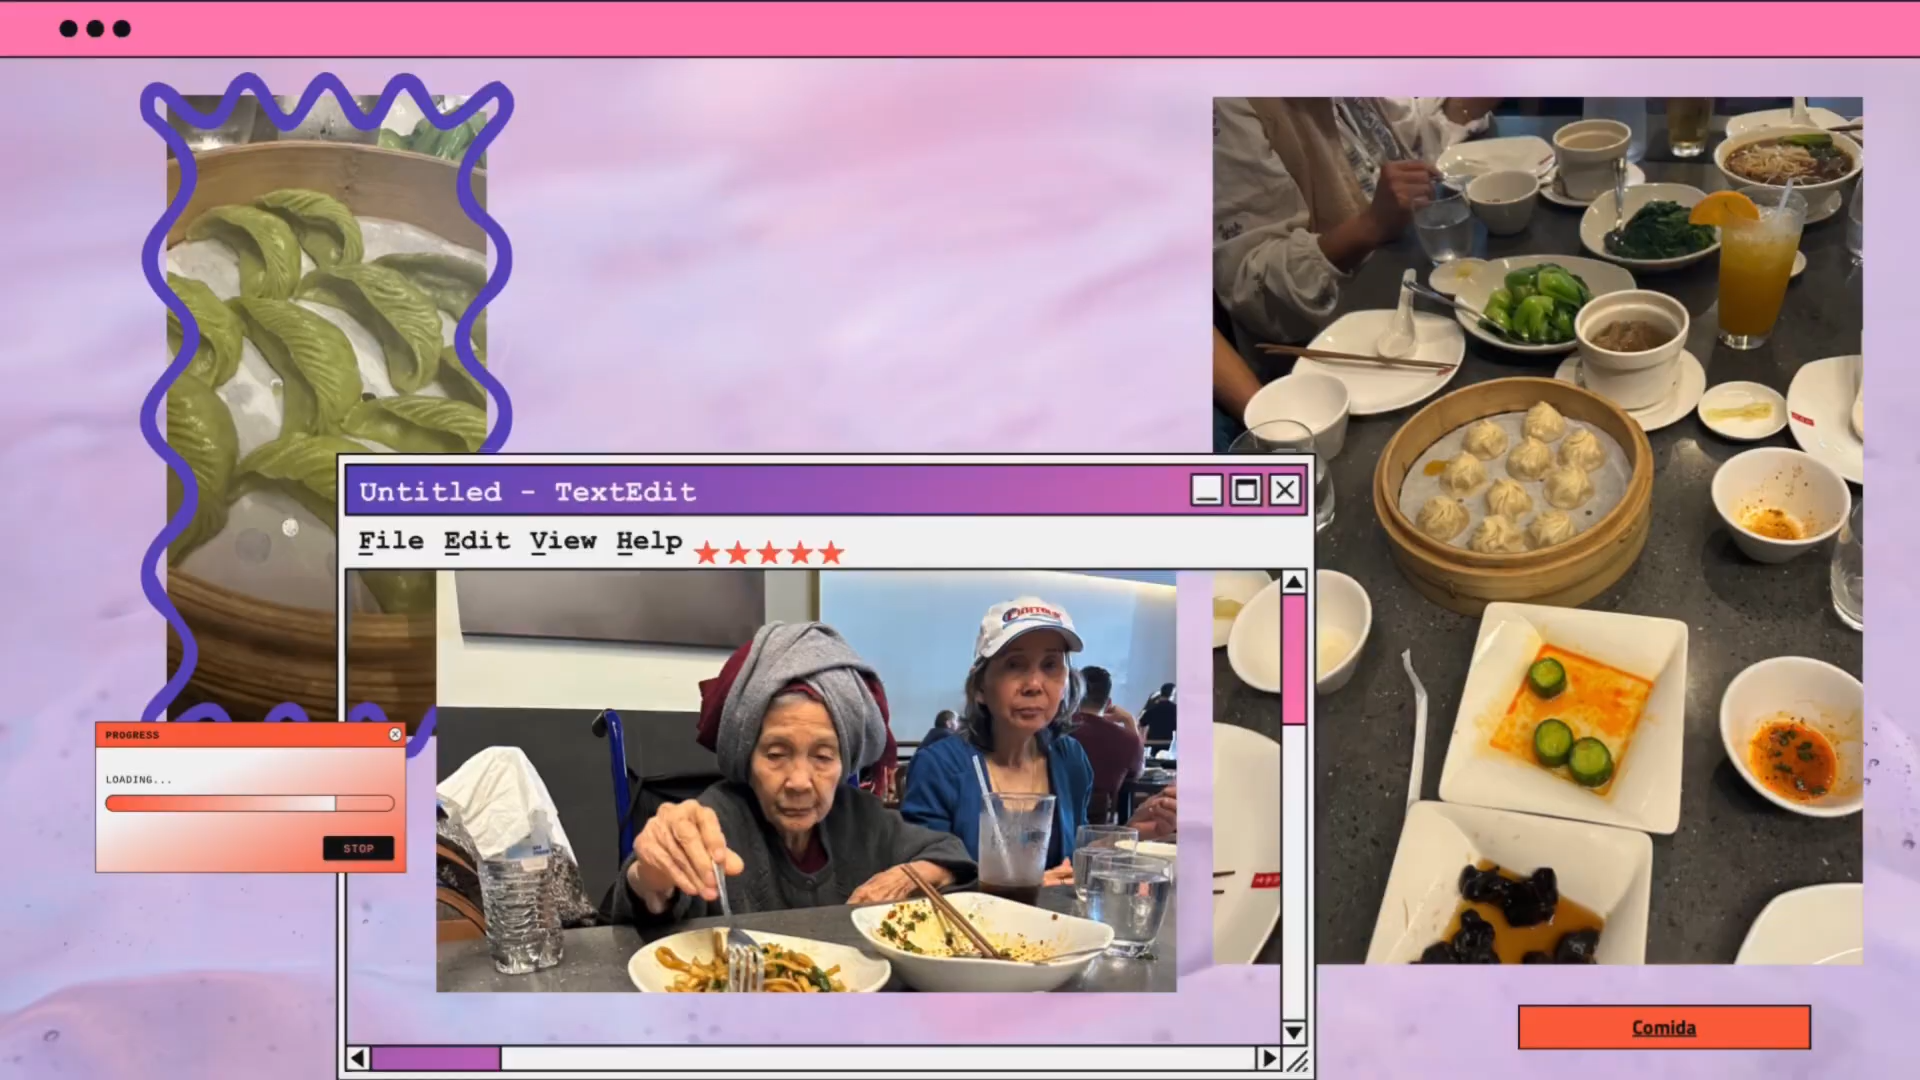 Untitled - TextEdit
File Edit View Help
PROGRESS
LOADING...
STOP
Comida